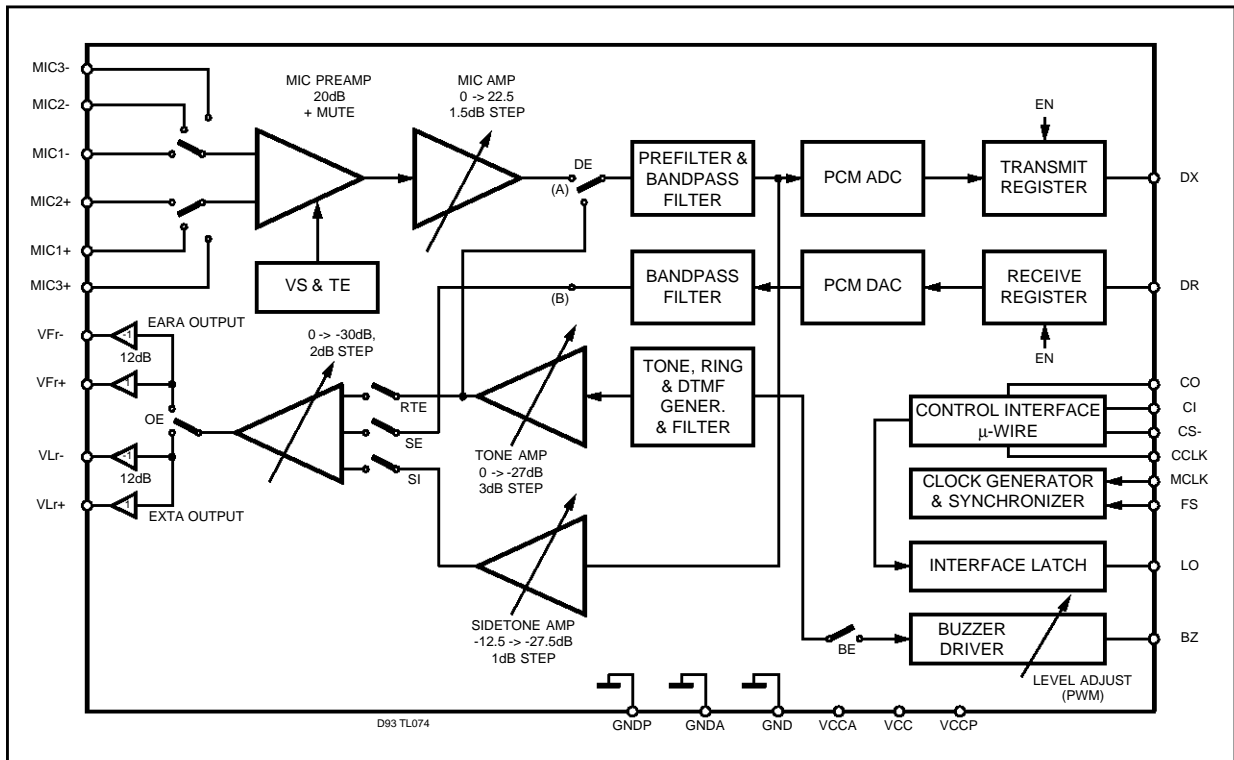 MIC3-
MIC2-
MIC1-
MIC2+
MIC1+
MIC3+
VFr-
VFr+
VLr-
VLr+
MIC PREAMP
20dB
+ MUTE
MIC AMP
0 -> 22.5
1.5dB STEP
VS & TE
DE
(A)
(B)
PREFILTER &
BANDPASS
FILTER
PCM ADC
EN
TRANSMIT
REGISTER
DX
BANDPASS
FILTER
PCM DAC
RECEIVE
REGISTER
EN
DR
EARA OUTPUT
-1
12dB
1
OE
-1
12dB
1
EXTA OUTPUT
0 -> -30dB,
2dB STEP
RTE
SE
SI
TONE AMP
0 -> -27dB
3dB STEP
TONE, RING
& DTMF
GENER.
& FILTER
SIDETONE AMP
-12.5 -> -27.5dB
1dB STEP
CONTROL INTERFACE
µ-WIRE
CO
CI
CS-
CCLK
CLOCK GENERATOR
& SYNCHRONIZER
MCLK
FS
INTERFACE LATCH
LO
BE
BUZZER
DRIVER
BZ
LEVEL ADJUST
(PWM)
D93 TL074
GNDP
GNDA
GND
VCCA
VCC
VCCP